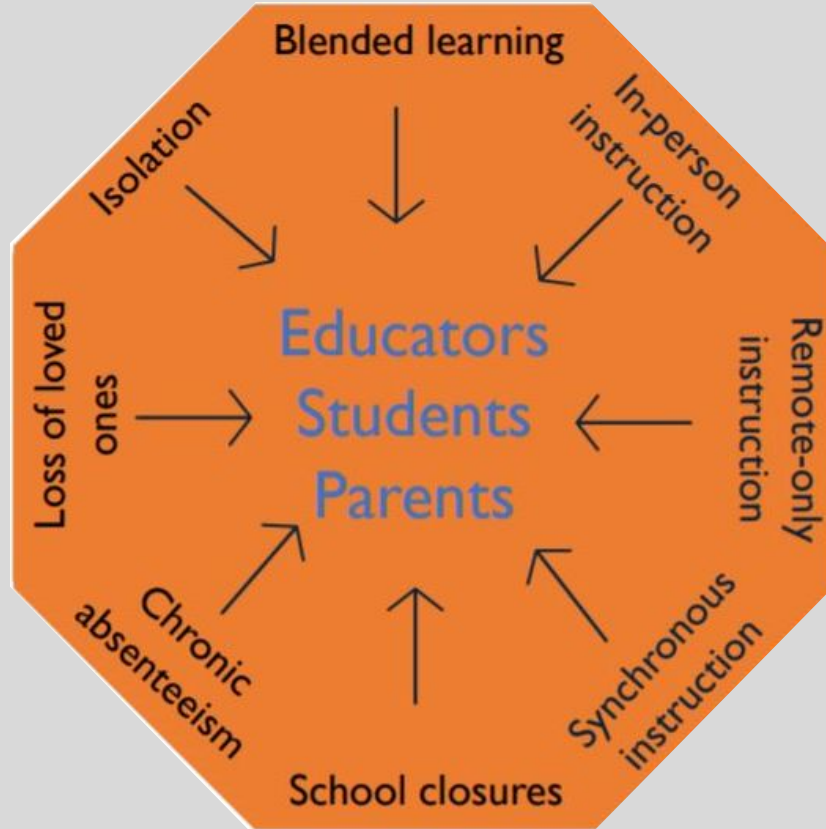 Blended learning
In-person
instruction
Remote-only
instruction
Synchronous
instruction
School closures
Chronic
absenteeism
Loss of loved
ones
Isolation
Educators
Students
Parents